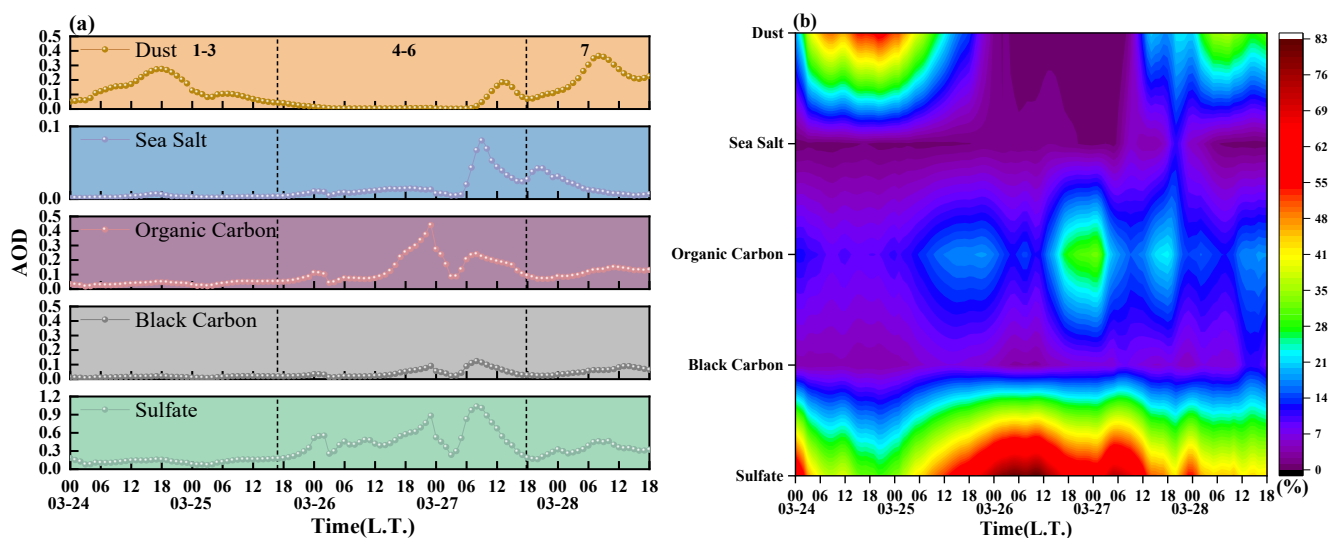 (a)
0.5
0.4
0.3
0.2
0.1
0.0
Dust
1-3
4-6
7
0.1
0.0
Sea Salt
0.5
0.4
0.3
0.2
0.1
0.0
Organic Carbon
0.5
0.4
0.3
0.2
0.1
0.0
Black Carbon
1.2
0.9
0.6
0.3
0.0
Sulfate
AOD
00 06 12 18 00 06 12 18 00 06 12 18 00 06 12 18 00 06 12 18
03-24 03-25 03-26 03-27 03-28
Time(L.T.)
(b)
Dust
Sea Salt
Organic Carbon
Black Carbon
Sulfate
00 06 12 18 00 06 12 18 00 06 12 18 00 06 12 18 00 06 12 18
03-24 03-25 03-26 03-27 03-28
Time(L.T.)
83
76
69
62
55
48
41
35
28
21
14
7
0
(%)